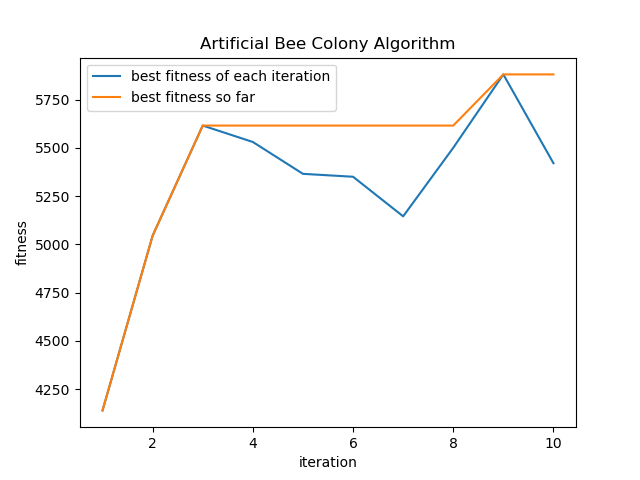 Artificial Bee Colony Algorithm
best fitness of each iteration
best fitness so far
5750
5500
5250
5000
4750
4500
4250
fitness
2 4 6 8 10
iteration